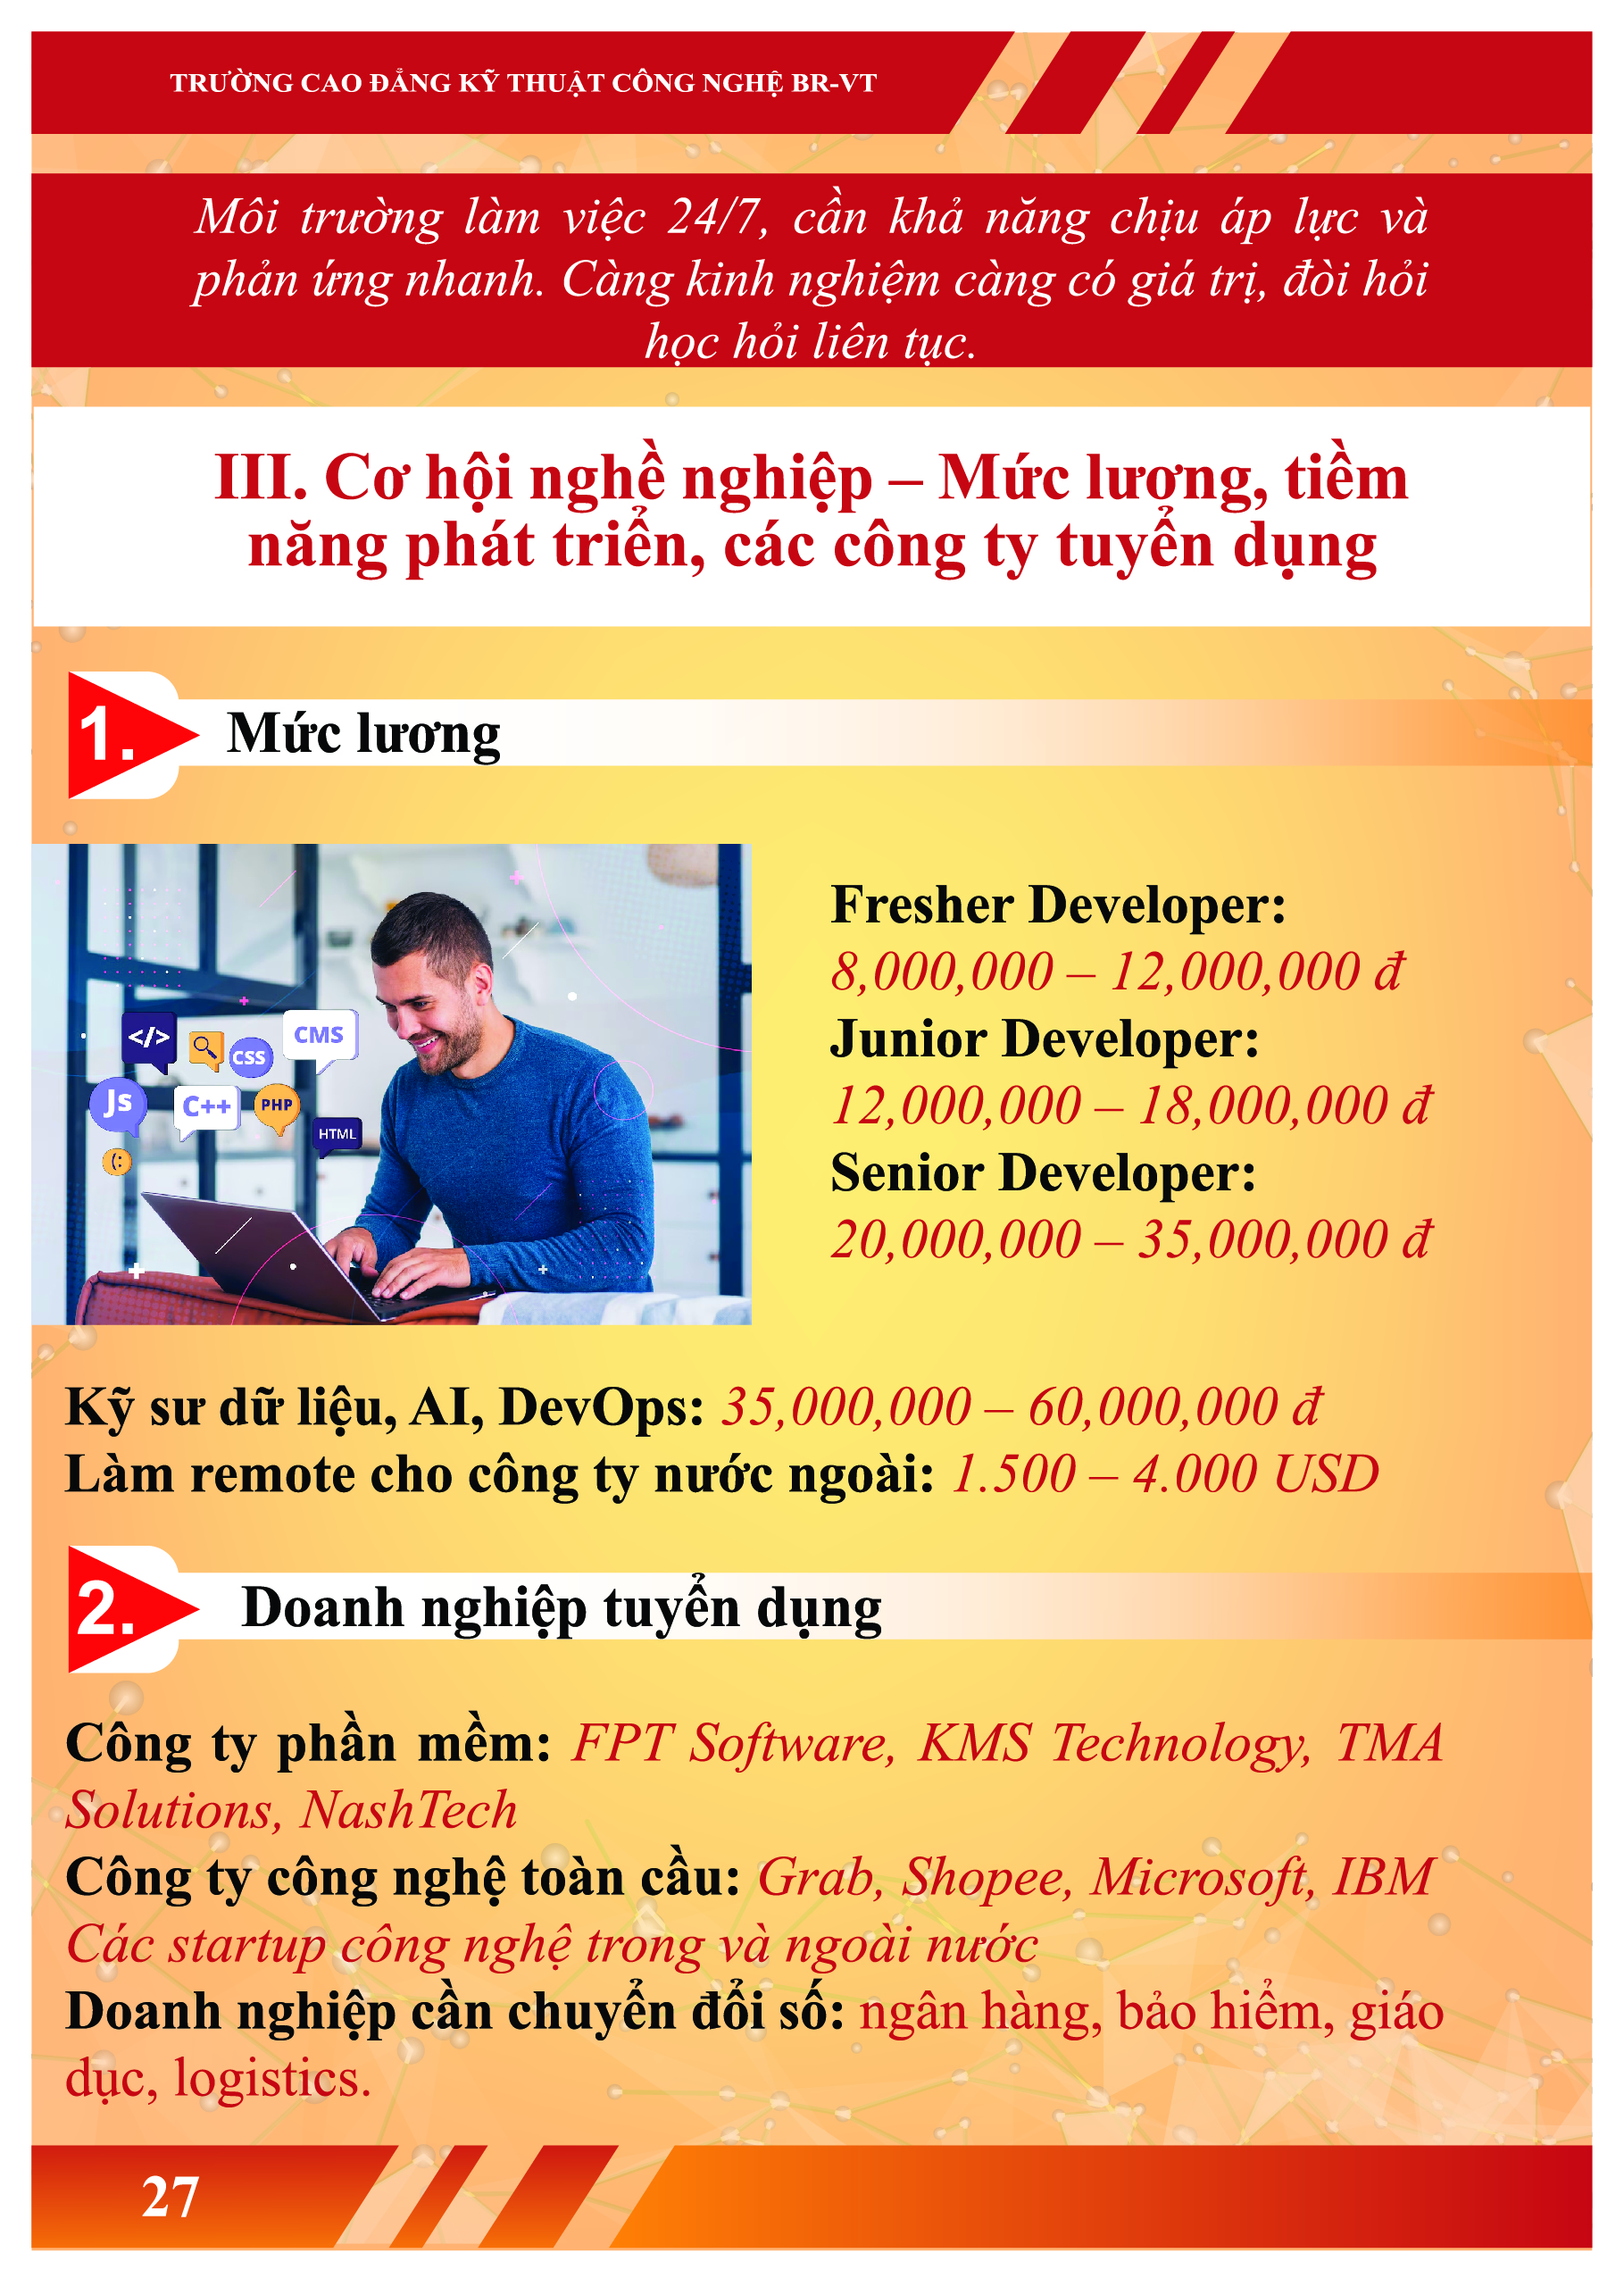 TRƯỜNG CAO ĐẲNG KỸ THUẬT CÔNG NGHỆ BR-VT
Môi trường làm việc 24/7, cần khả năng chịu áp lực và
phản ứng nhanh. Càng kinh nghiệm càng có giá trị, đòi hỏi
học hỏi liên tục.
III. Cơ hội nghề nghiệp – Mức lương, tiềm
năng phát triển, các công ty tuyển dụng
1. Mức lương
</>
CSS
CMS
Js
C++
PHP
HTML
(:
Fresher Developer:
8,000,000 – 12,000,000 đ
Junior Developer:
12,000,000 – 18,000,000 đ
Senior Developer:
20,000,000 – 35,000,000 đ
Kỹ sư dữ liệu, AI, DevOps: 35,000,000 – 60,000,000 đ
Làm remote cho công ty nước ngoài: 1.500 – 4.000 USD
2. Doanh nghiệp tuyển dụng
Công ty phần mềm: FPT Software, KMS Technology, TMA
Solutions, NashTech
Công ty công nghệ toàn cầu: Grab, Shopee, Microsoft, IBM
Các startup công nghệ trong và ngoài nước
Doanh nghiệp cần chuyển đổi số: ngân hàng, bảo hiểm, giáo
dục, logistics.
27